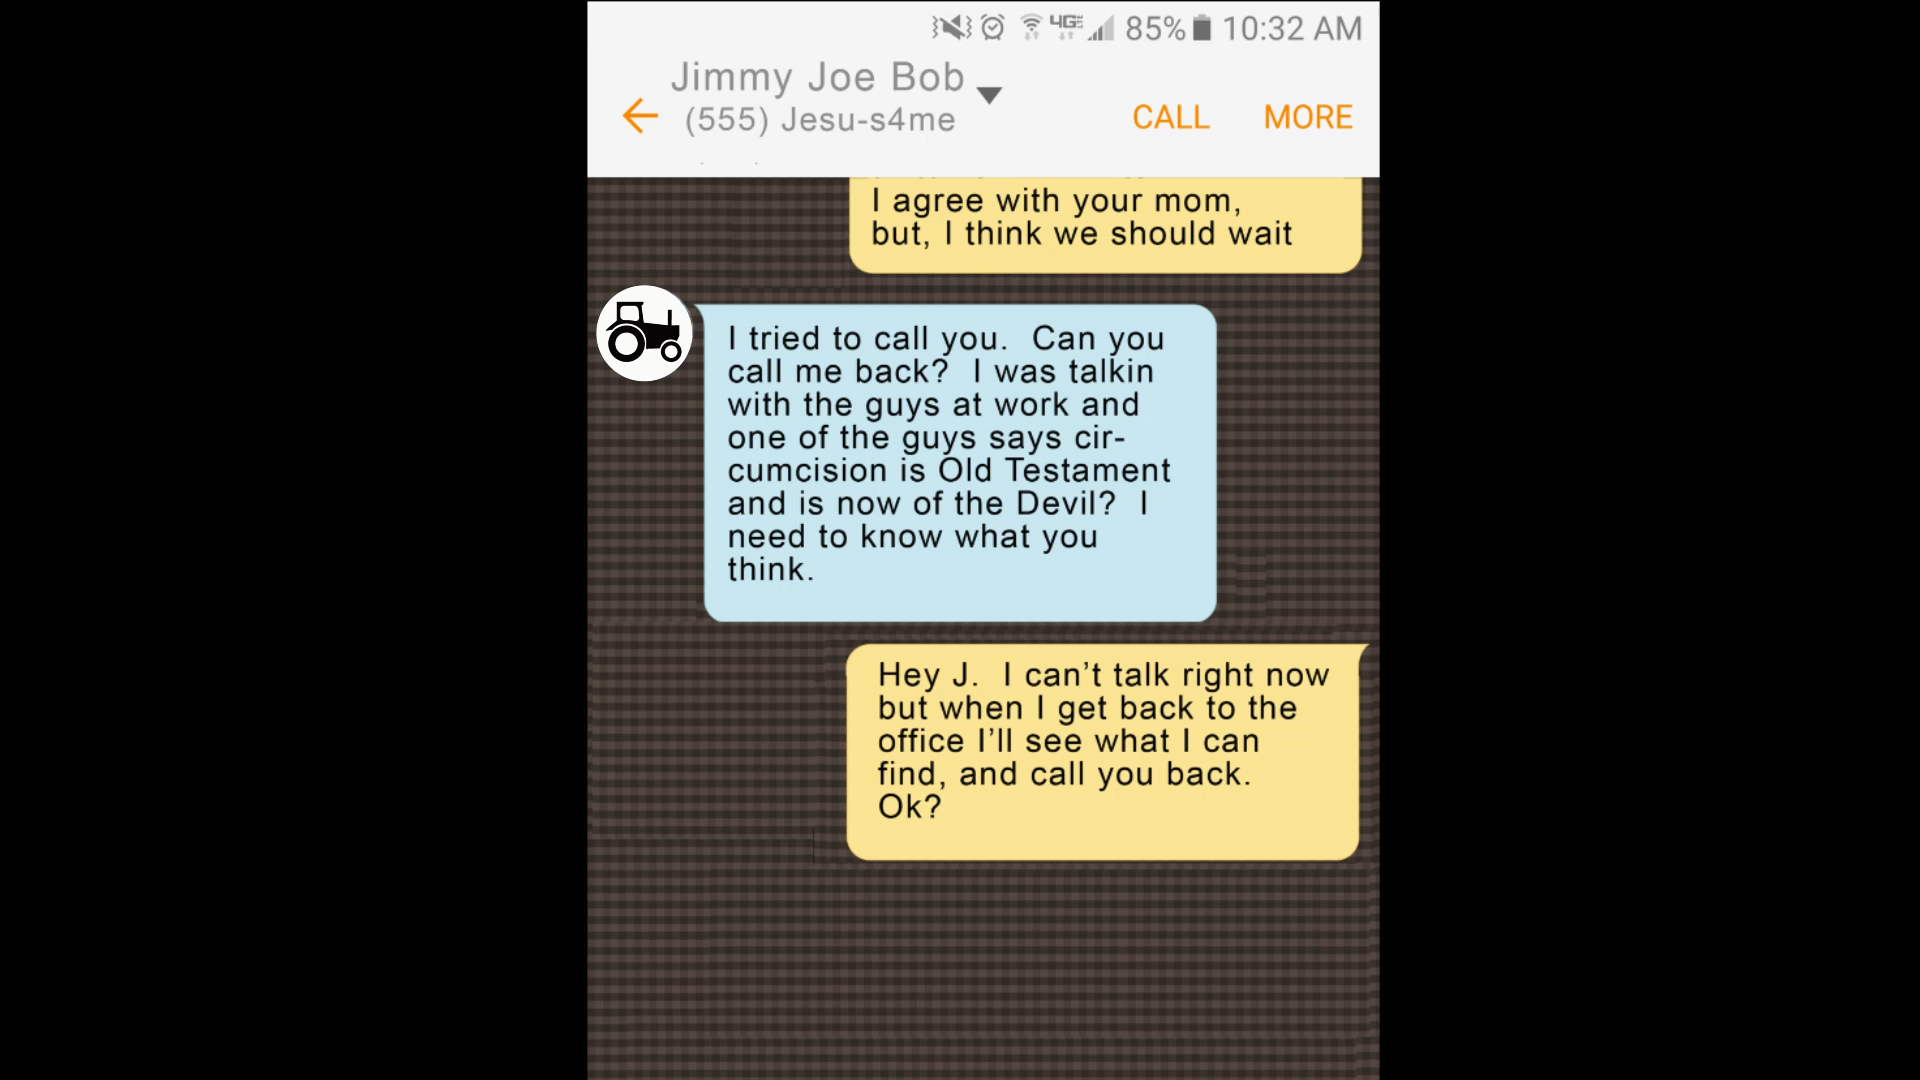 4G 85% 10:32 AM
Jimmy Joe Bob
(555) Jesu-s4me
CALL MORE
I agree with your mom,
but, I think we should wait
I tried to call you.  Can you
call me back?  I was talkin
with the guys at work and
one of the guys says cir-
cumcision is Old Testament
and is now of the Devil?  I
need to know what you
think.
Hey J.  I can’t talk right now
but when I get back to the
office I’ll see what I can
find, and call you back.
Ok?